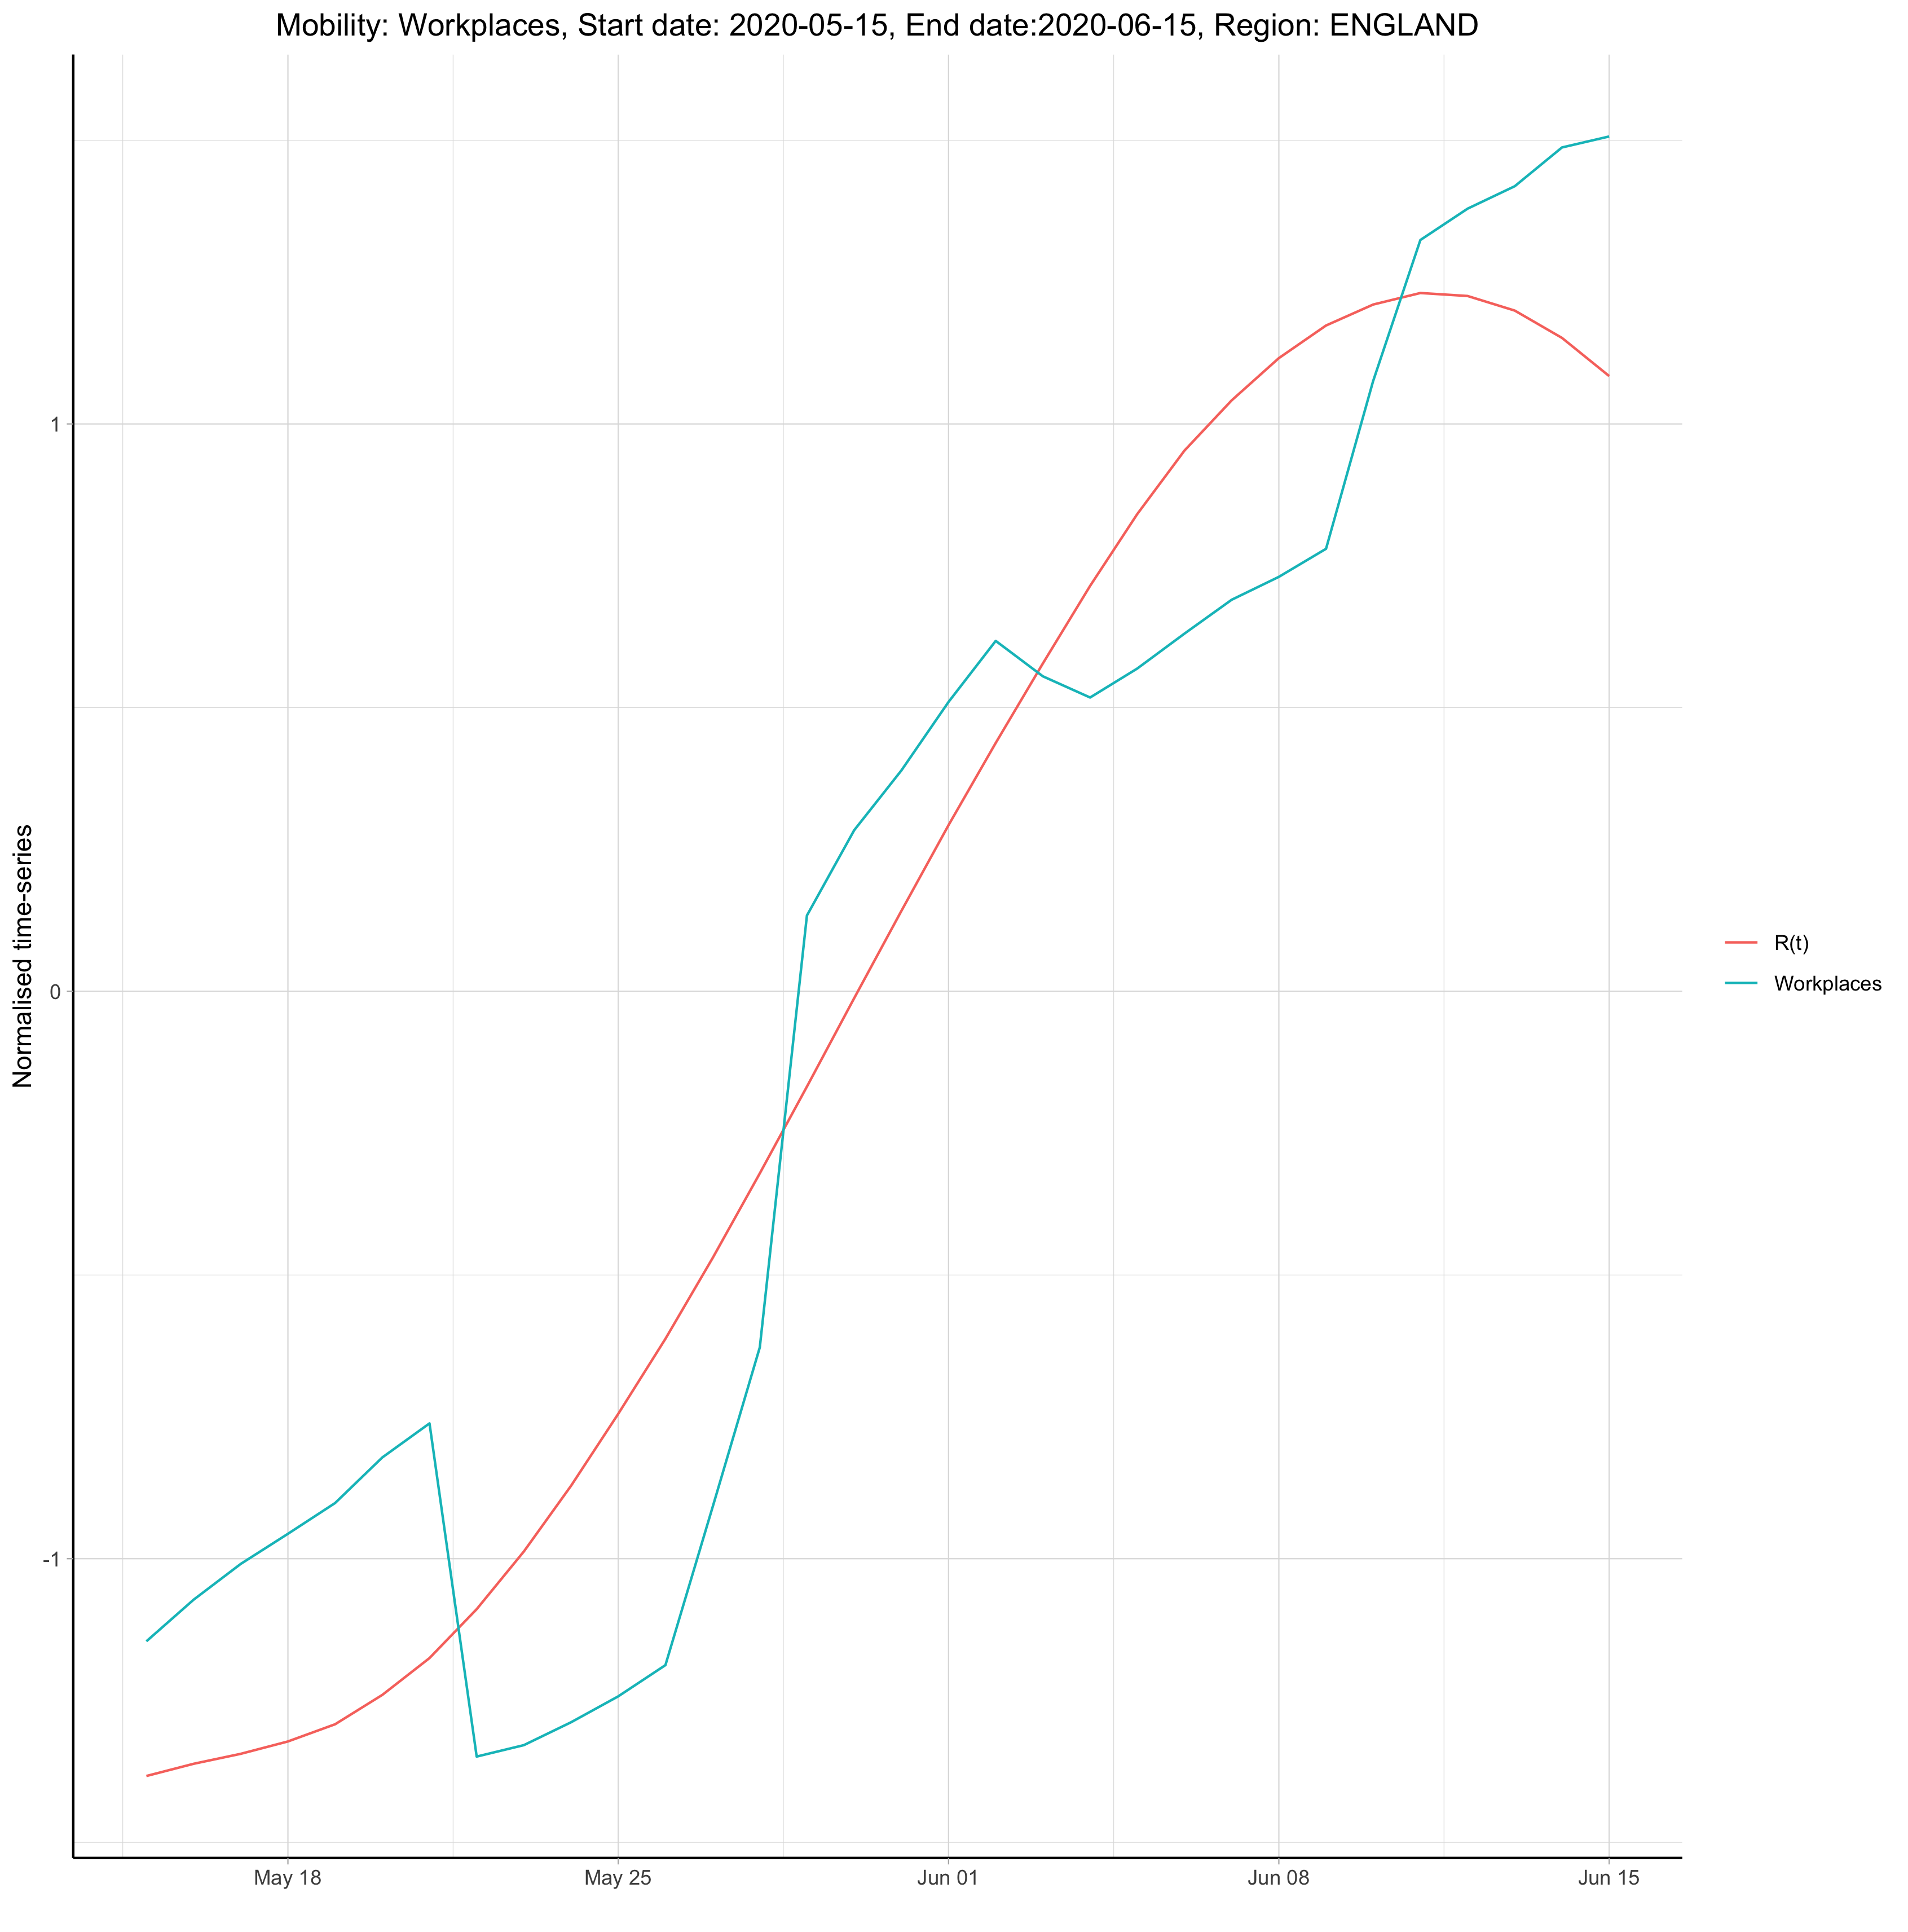 Mobility: Workplaces, Start date: 2020-05-15, End date:2020-06-15, Region: ENGLAND
Normalised time-series
1
0
-1
May 18
May 25
Jun 01
Jun 08
Jun 15
R(t)
Workplaces